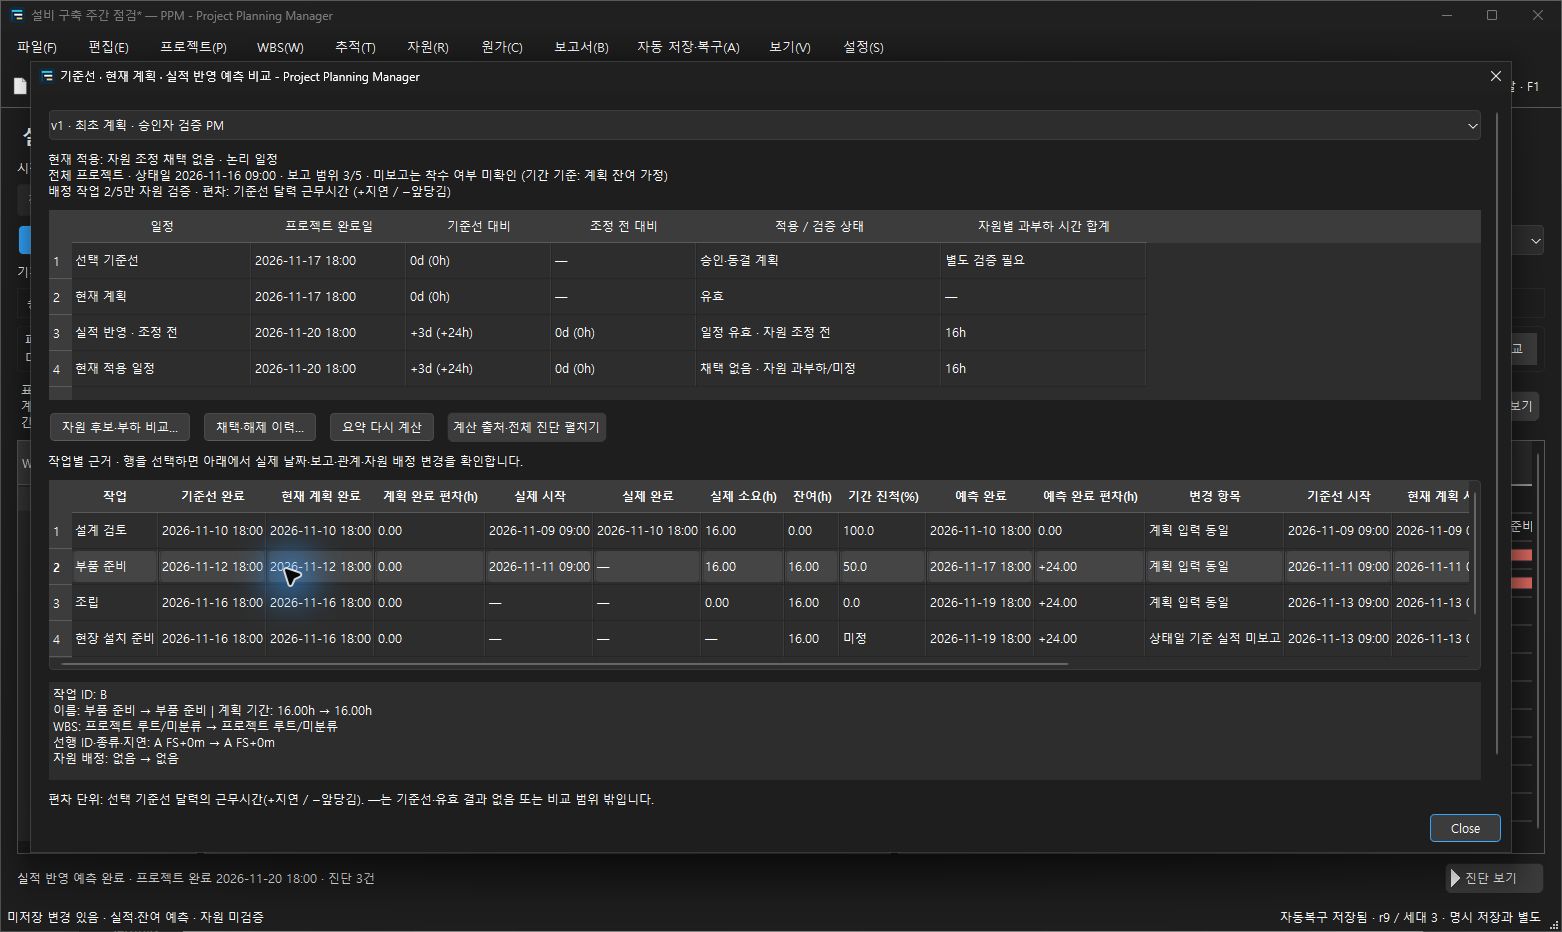 설비 구축 주간 점검* — PPM - Project Planning Manager
파일(F) 편집(E) 프로젝트(P) WBS(W) 추적(T) 자원(R) 원가(C) 보고서(B) 자동 저장·복구(A) 보기(V) 설정(S)
기준선 · 현재 계획 · 실적 반영 예측 비교 - Project Planning Manager
· F1
v1 · 최초 계획 · 승인자 검증 PM
현재 적용: 자원 조정 채택 없음 · 논리 일정
전체 프로젝트 · 상태일 2026-11-16 09:00 · 보고 범위 3/5 · 미보고는 착수 여부 미확인 (기간 기준: 계획 잔여 가정)
배정 작업 2/5만 자원 검증 · 편차: 기준선 달력 근무시간 (+지연 / −앞당김)
일정 프로젝트 완료일 기준선 대비 조정 전 대비 적용 / 검증 상태 자원별 과부하 시간 합계
1 선택 기준선 2026-11-17 18:00 0d (0h) — 승인·동결 계획 별도 검증 필요
2 현재 계획 2026-11-17 18:00 0d (0h) — 유효 —
3 실적 반영 · 조정 전 2026-11-20 18:00 +3d (+24h) 0d (0h) 일정 유효 · 자원 조정 전 16h
4 현재 적용 일정 2026-11-20 18:00 +3d (+24h) 0d (0h) 채택 없음 · 자원 과부하/미정 16h
교
보기
자원 후보·부하 비교... 채택·해제 이력... 요약 다시 계산 계산 출처·전체 진단 펼치기
작업별 근거 · 행을 선택하면 아래에서 실제 날짜·보고·관계·자원 배정 변경을 확인합니다.
작업 기준선 완료 현재 계획 완료 계획 완료 편차(h) 실제 시작 실제 완료 실제 소요(h) 잔여(h) 기간 진척(%) 예측 완료 예측 완료 편차(h) 변경 항목 기준선 시작 현재 계획
1 설계 검토 2026-11-10 18:00 2026-11-10 18:00 0.00 2026-11-09 09:00 2026-11-10 18:00 16.00 0.00 100.0 2026-11-10 18:00 0.00 계획 입력 동일 2026-11-09 09:00 2026-11-09
준비
2 부품 준비 2026-11-12 18:00 2026-11-12 18:00 0.00 2026-11-11 09:00 — 16.00 16.00 50.0 2026-11-17 18:00 +24.00 계획 입력 동일 2026-11-11 09:00 2026-11-11
3 조립 2026-11-16 18:00 2026-11-16 18:00 0.00 — — 0.00 16.00 0.0 2026-11-19 18:00 +24.00 계획 입력 동일 2026-11-13 09:00 2026-11-13
4 현장 설치 준비 2026-11-16 18:00 2026-11-16 18:00 0.00 — — — 16.00 미정 2026-11-19 18:00 +24.00 상태일 기준 실적 미보고 2026-11-13 09:00 2026-11-13
작업 ID: B
이름: 부품 준비 → 부품 준비 | 계획 기간: 16.00h → 16.00h
WBS: 프로젝트 루트/미분류 → 프로젝트 루트/미분류
선행 ID·종류·지연: A FS+0m → A FS+0m
자원 배정: 없음 → 없음
편차 단위: 선택 기준선 달력의 근무시간(+지연 / −앞당김). —는 기준선·유효 결과 없음 또는 비교 범위 밖입니다.
Close
실적 반영 예측 완료 · 프로젝트 완료 2026-11-20 18:00 · 진단 3건
진단 보기
미저장 변경 있음 · 실적·잔여 예측 · 자원 미검증
자동복구 저장됨 · r9 / 세대 3 · 명시 저장과 별도